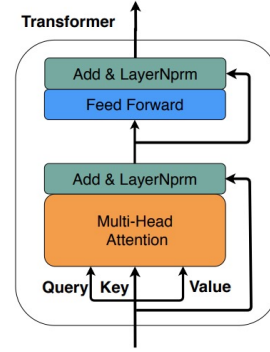 Transformer
Add & LayerNprm
Feed Forward
Add & LayerNprm
Multi-Head
Attention
Query Key Value